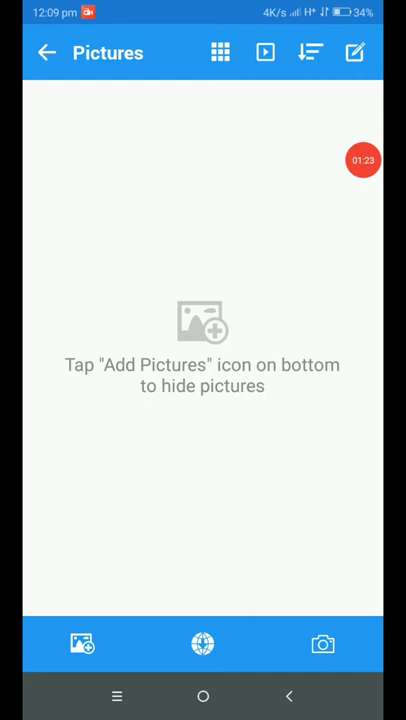 12:09 pm 4K/s H+ 34%
Pictures
01:23
Tap "Add Pictures" icon on bottom
to hide pictures